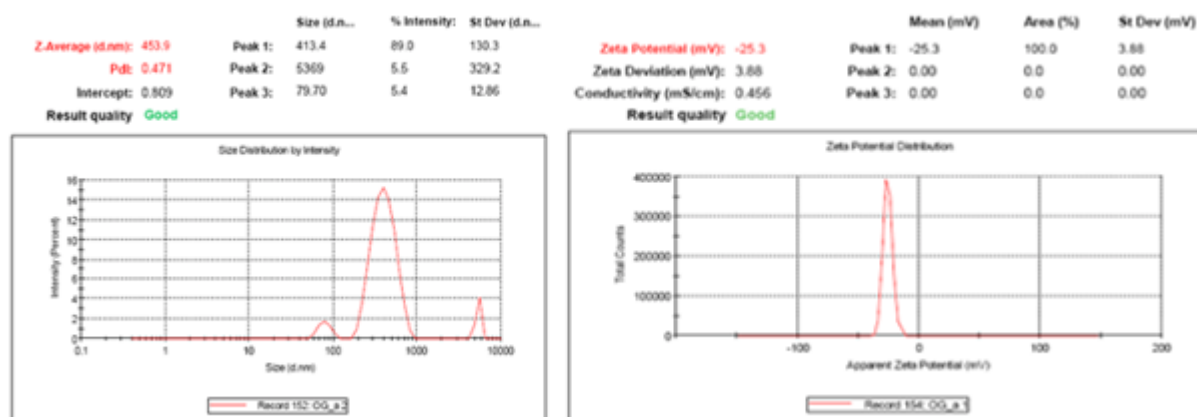 Size (d.n... % Intensity: St Dev (d.n...
Z-Average (d.nm): 453.9 Peak 1: 413.4 89.0 130.3
PdI: 0.471 Peak 2: 5369 5.5 329.2
Intercept: 0.809 Peak 3: 79.70 5.4 12.86
Result quality Good
Size Distribution by Intensity
Intensity (Percent)
16
14
12
10
8
6
4
2
0
0.1 1 10 100 1000 10000
Size (d.nm)
Record 152: OG_a 2
Mean (mV) Area (%) St Dev (mV)
Zeta Potential (mV): -25.3 Peak 1: -25.3 100.0 3.88
Zeta Deviation (mV): 3.88 Peak 2: 0.00 0.0 0.00
Conductivity (mS/cm): 0.456 Peak 3: 0.00 0.0 0.00
Result quality Good
Zeta Potential Distribution
Total Counts
400000
300000
200000
100000
0
-100 0 100 200
Apparent Zeta Potential (mV)
Record 154: OG_a 1